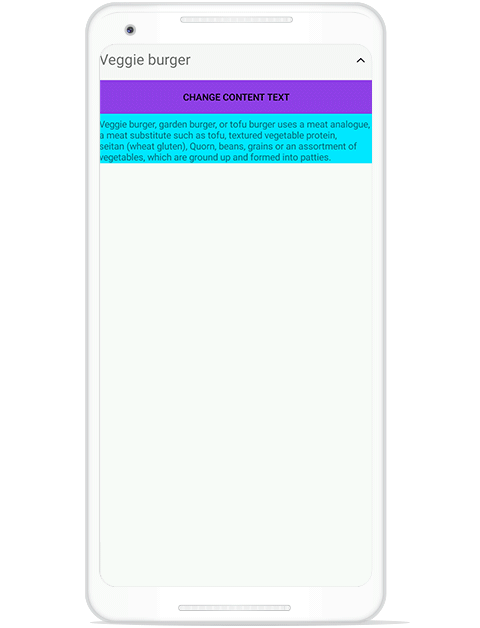 Veggie burger
CHANGE CONTENT TEXT
Veggie burger, garden burger, or tofu burger uses a meat analogue,
a meat substitute such as tofu, textured vegetable protein,
seitan (wheat gluten), Quorn, beans, grains or an assortment of
vegetables, which are ground up and formed into patties.